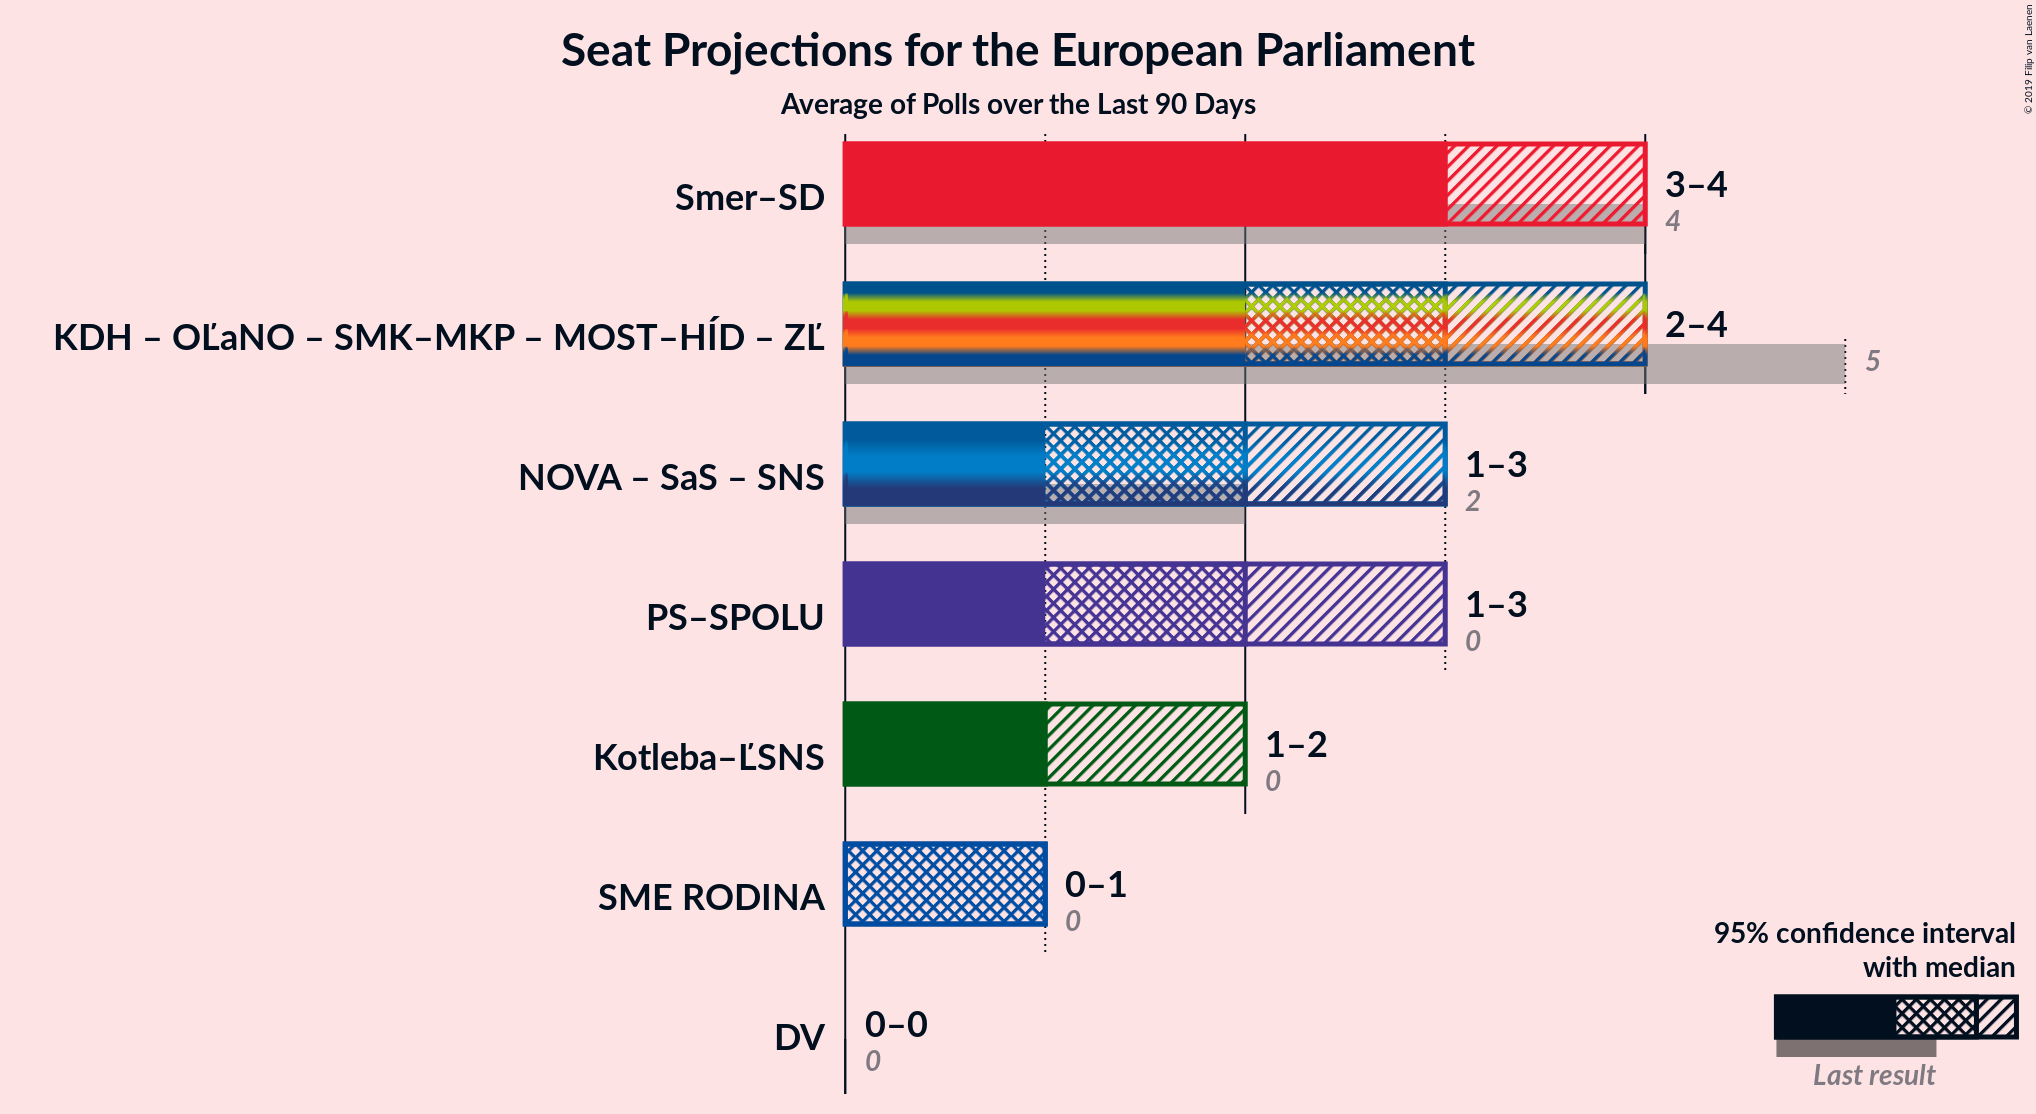 Seat Projections for the European Parliament
Average of Polls over the Last 90 Days
© 2019 Filip van Laenen
Smer–SD
3–4
4
KDH – OĽaNO – SMK–MKP – MOST–HÍD – ZĽ
2–4
5
NOVA – SaS – SNS
1–3
2
PS–SPOLU
1–3
0
Kotleba–ĽSNS
1–2
0
SME RODINA
0–1
0
DV
0–0
0
95% confidence interval
with median
Last result